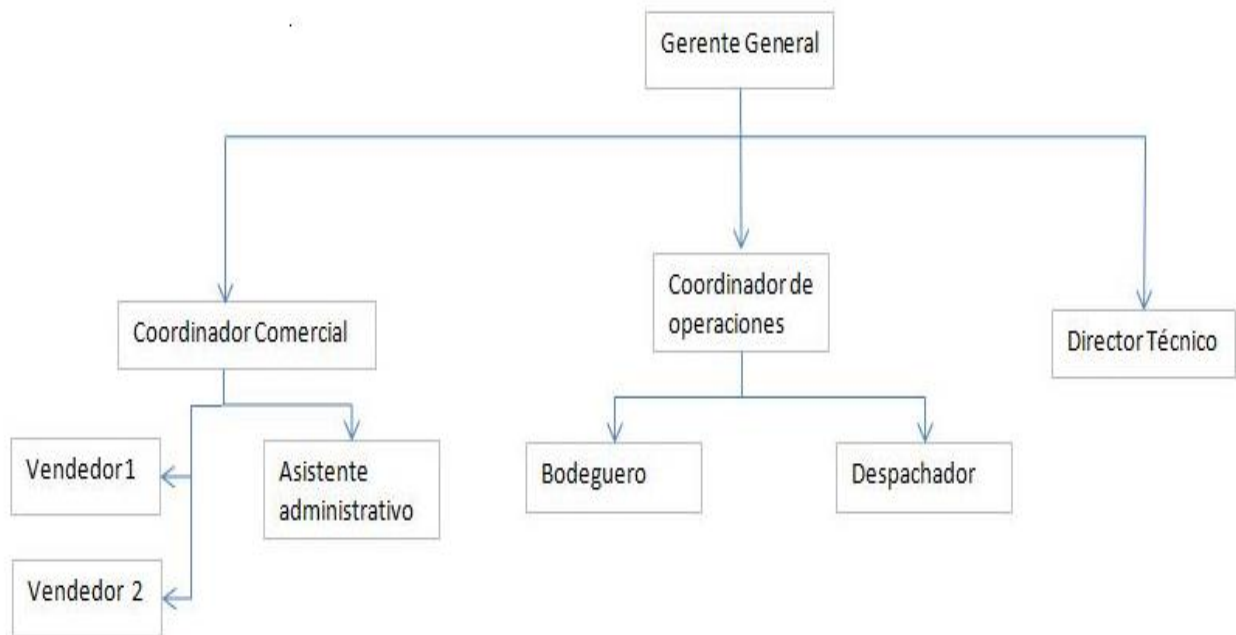 Gerente General
Coordinador de
operaciones
Coordinador Comercial
Director Técnico
Vendedor 1
Asistente
administrativo
Bodeguero
Despachador
Vendedor 2